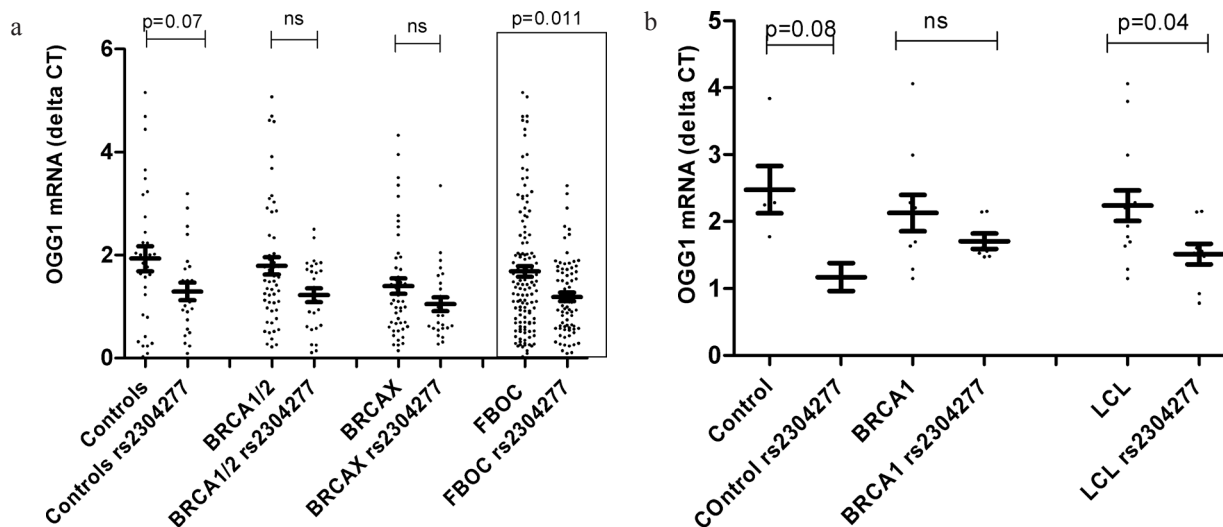 a
p=0.07
ns
ns
p=0.011
OGG1 mRNA (delta CT)
6
4
2
0
Controls
Controls rs2304277
BRCA1/2
BRCA1/2 rs2304277
BRCAX
BRCAX rs2304277
FBOC
FBOC rs2304277
b
p=0.08
ns
p=0.04
OGG1 mRNA (delta CT)
5
4
3
2
1
0
Control
COntrol rs2304277
BRCA1
BRCA1 rs2304277
LCL
LCL rs2304277